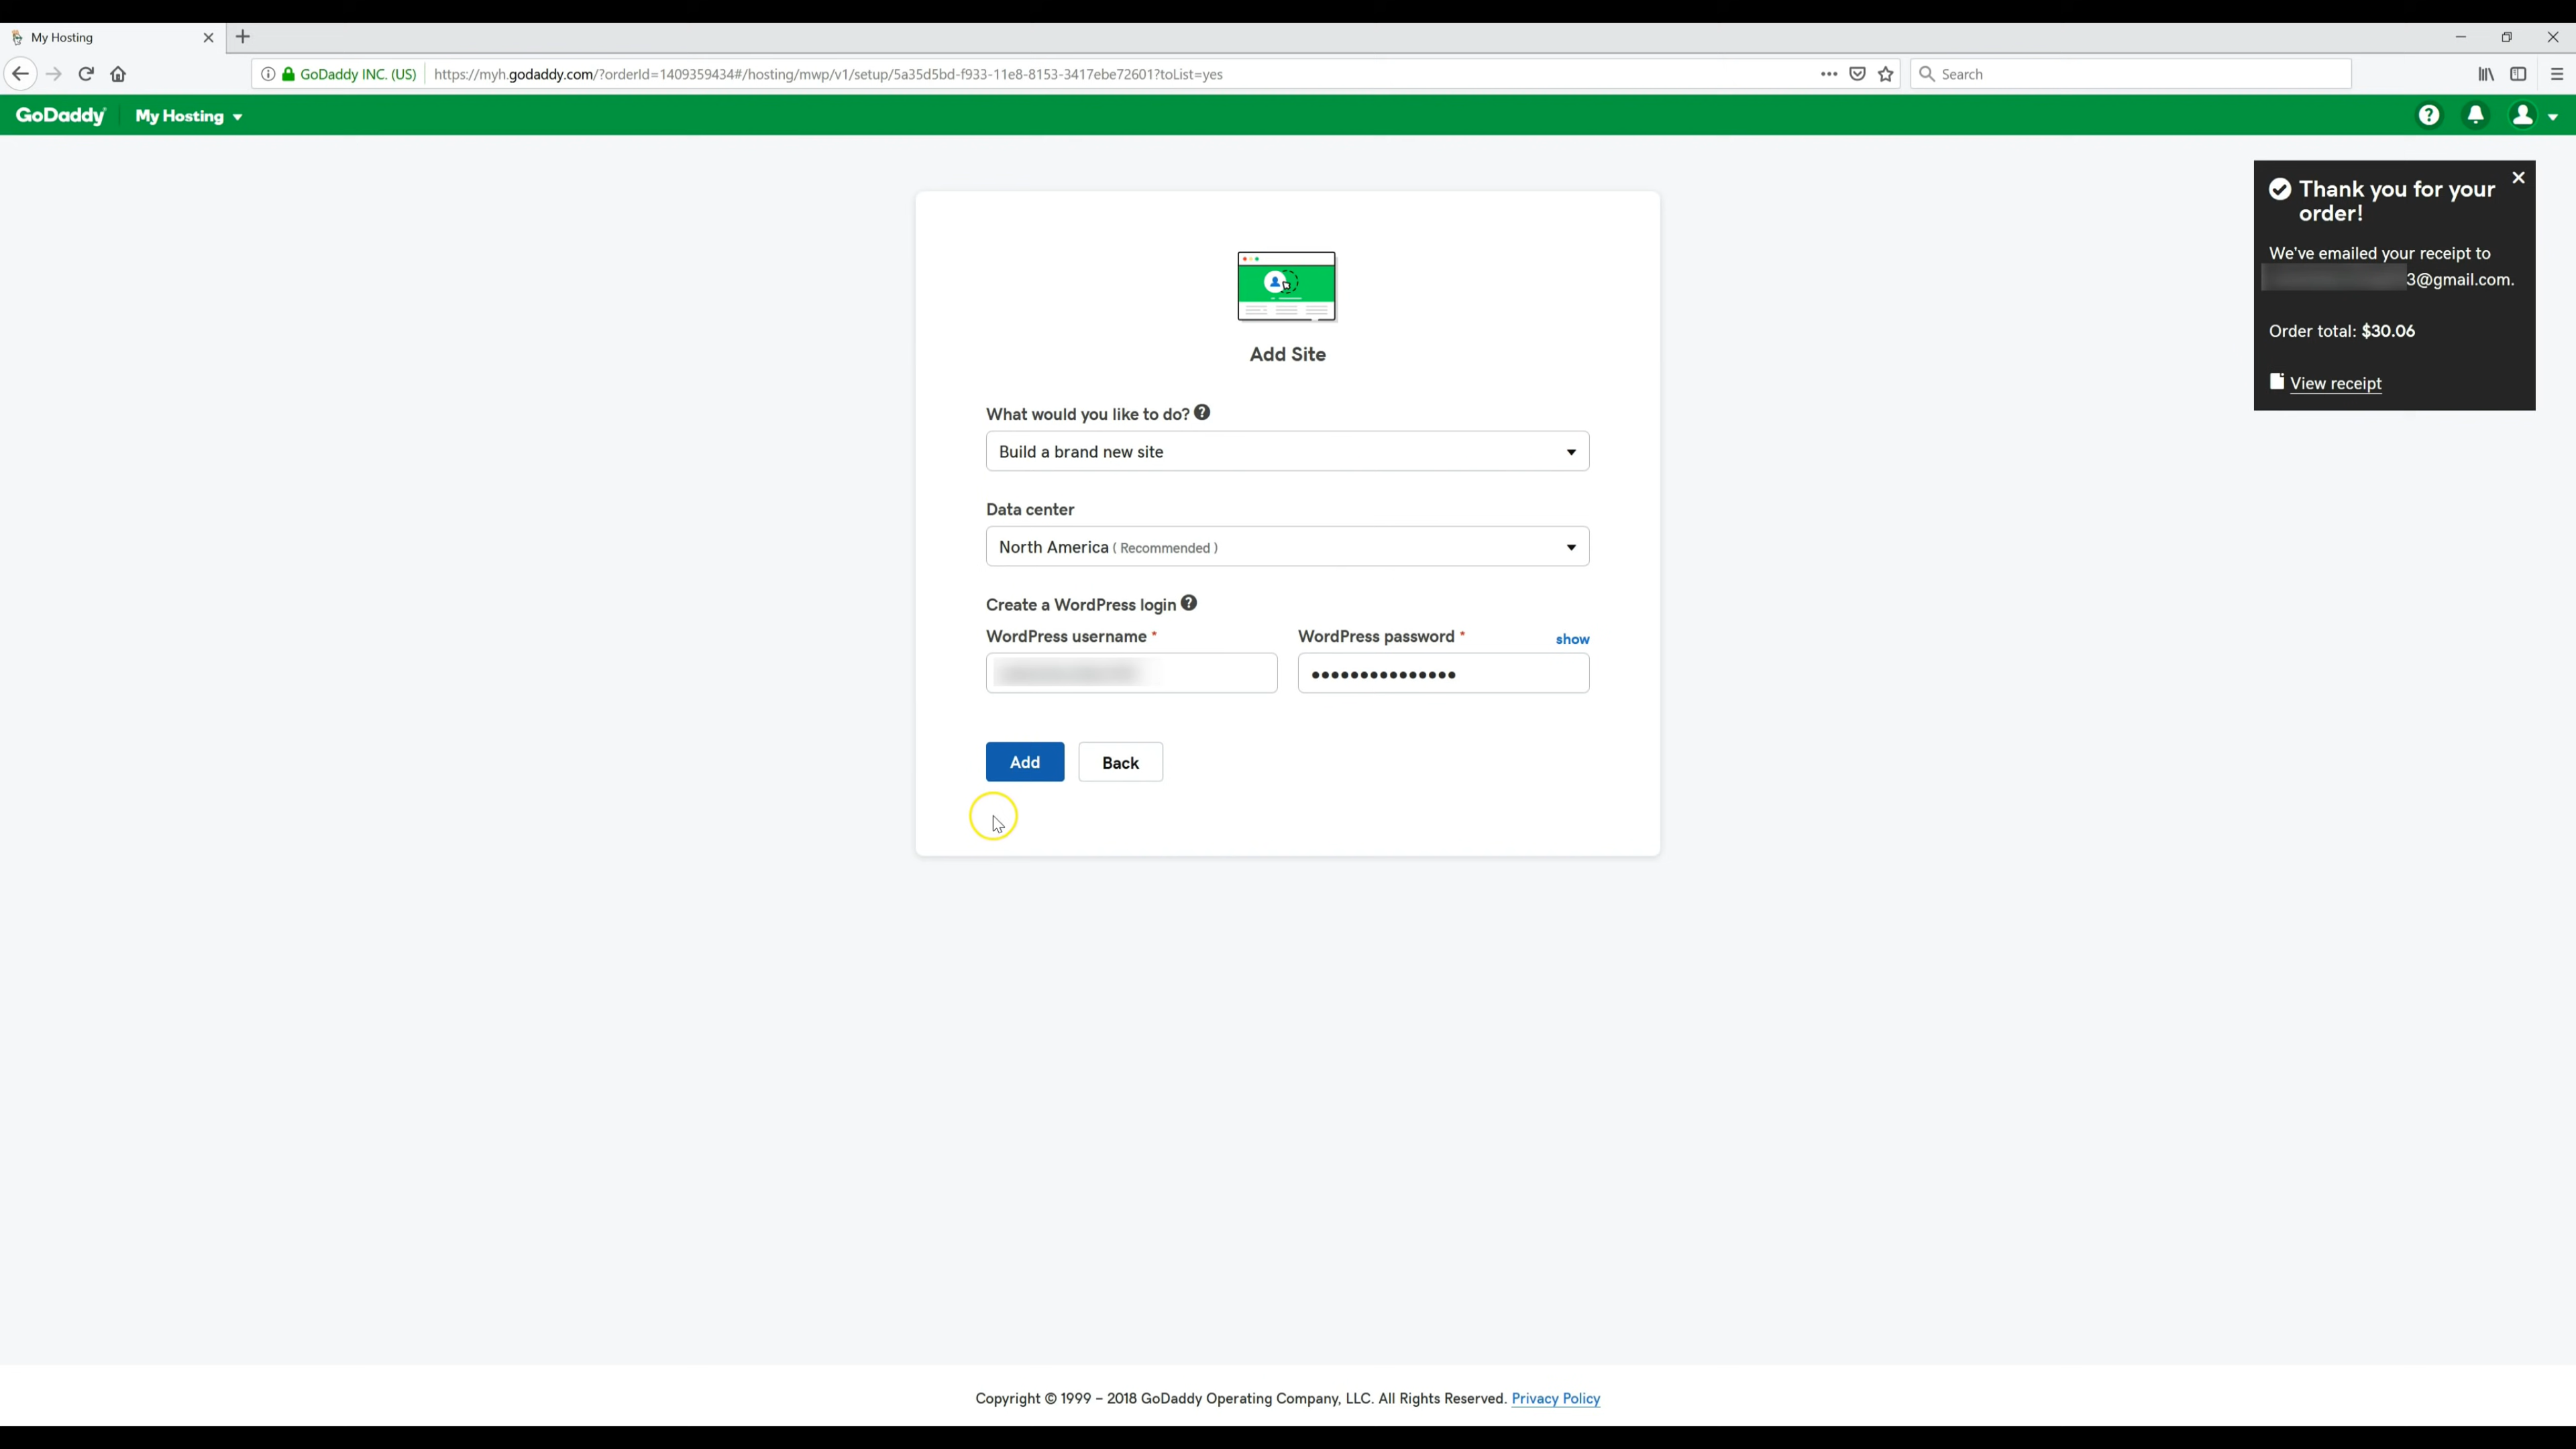 My Hosting
GoDaddy INC. (US) https://myh.godaddy.com/?orderId=1409359434#/hosting/mwp/v1/setup/5a35d5bd-f933-11e8-8153-3417ebe72601?toList=yes
Search
GoDaddy My Hosting
Thank you for your
order!
We've emailed your receipt to
3@gmail.com.
Order total: $30.06
View receipt
Add Site
What would you like to do?
Build a brand new site
Data center
North America ( Recommended )
Create a WordPress login
WordPress username *
WordPress password * show
Add Back
Copyright © 1999 – 2018 GoDaddy Operating Company, LLC. All Rights Reserved. Privacy Policy